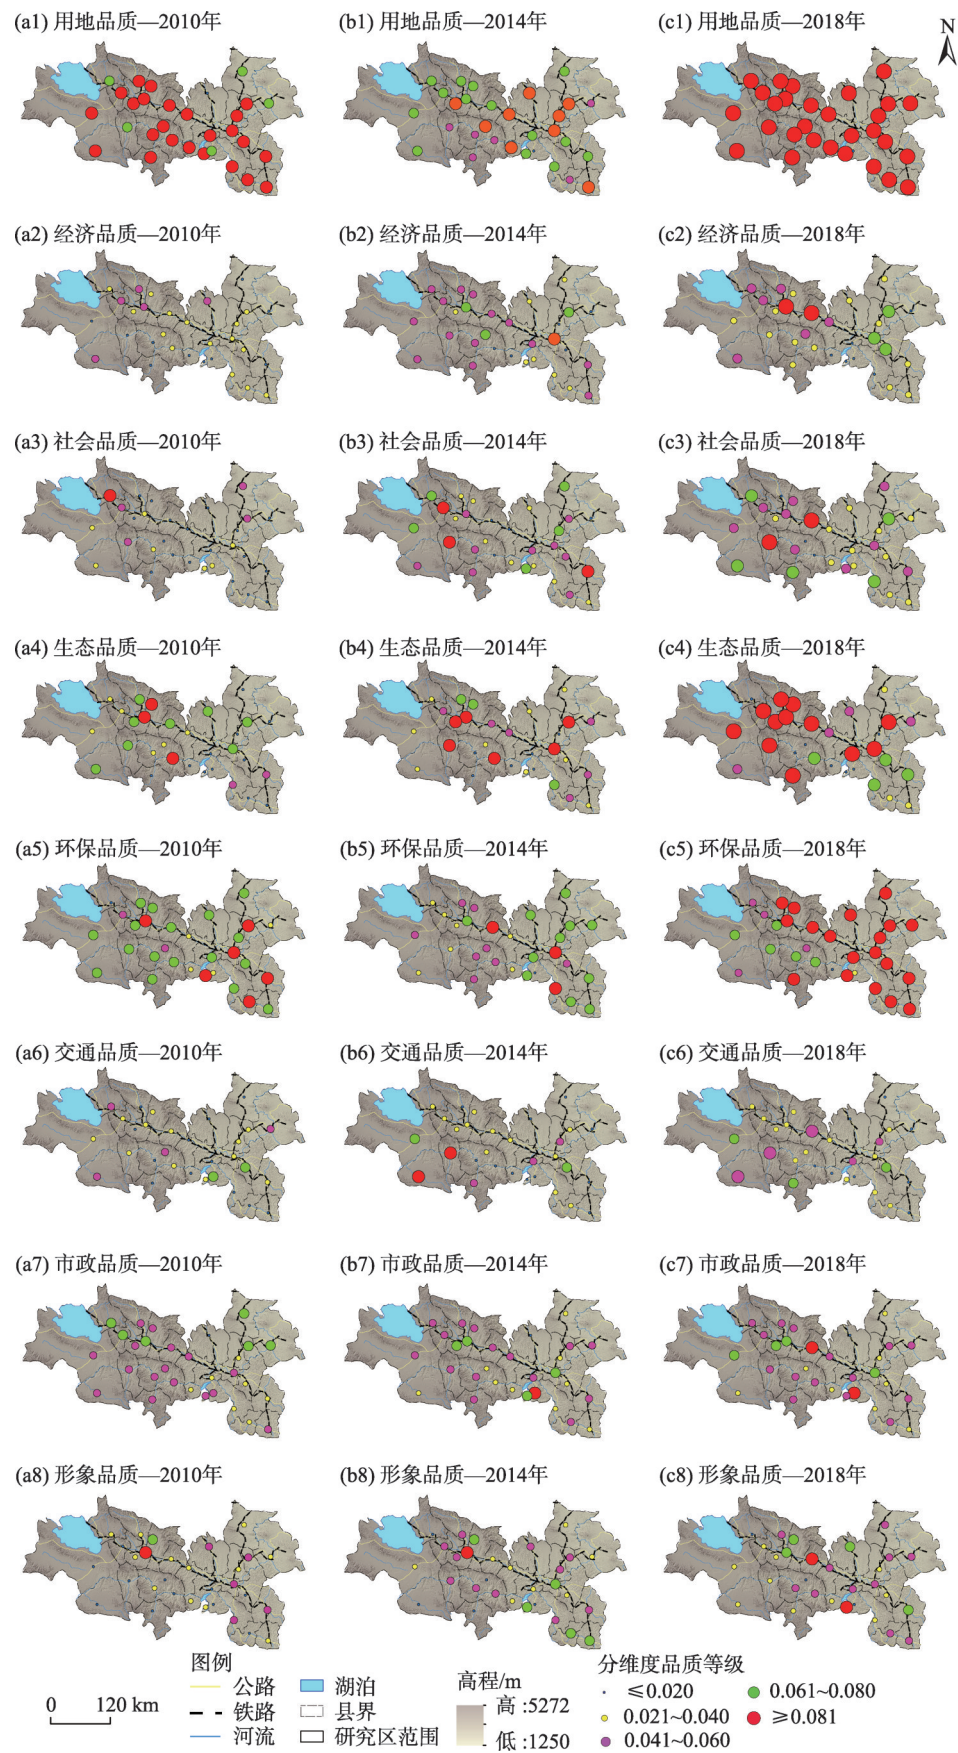 (a1) 用地品质—2010年
(b1) 用地品质—2014年
(c1) 用地品质—2018年
N
(a2) 经济品质—2010年
(b2) 经济品质—2014年
(c2) 经济品质—2018年
(a3) 社会品质—2010年
(b3) 社会品质—2014年
(c3) 社会品质—2018年
(a4) 生态品质—2010年
(b4) 生态品质—2014年
(c4) 生态品质—2018年
(a5) 环保品质—2010年
(b5) 环保品质—2014年
(c5) 环保品质—2018年
(a6) 交通品质—2010年
(b6) 交通品质—2014年
(c6) 交通品质—2018年
(a7) 市政品质—2010年
(b7) 市政品质—2014年
(c7) 市政品质—2018年
(a8) 形象品质—2010年
(b8) 形象品质—2014年
(c8) 形象品质—2018年
0 120 km
图例
公路
铁路
河流
湖泊
县界
研究区范围
高程/m
高 :5272
低 :1250
分维度品质等级
≤0.020
0.021~0.040
0.041~0.060
0.061~0.080
≥0.081